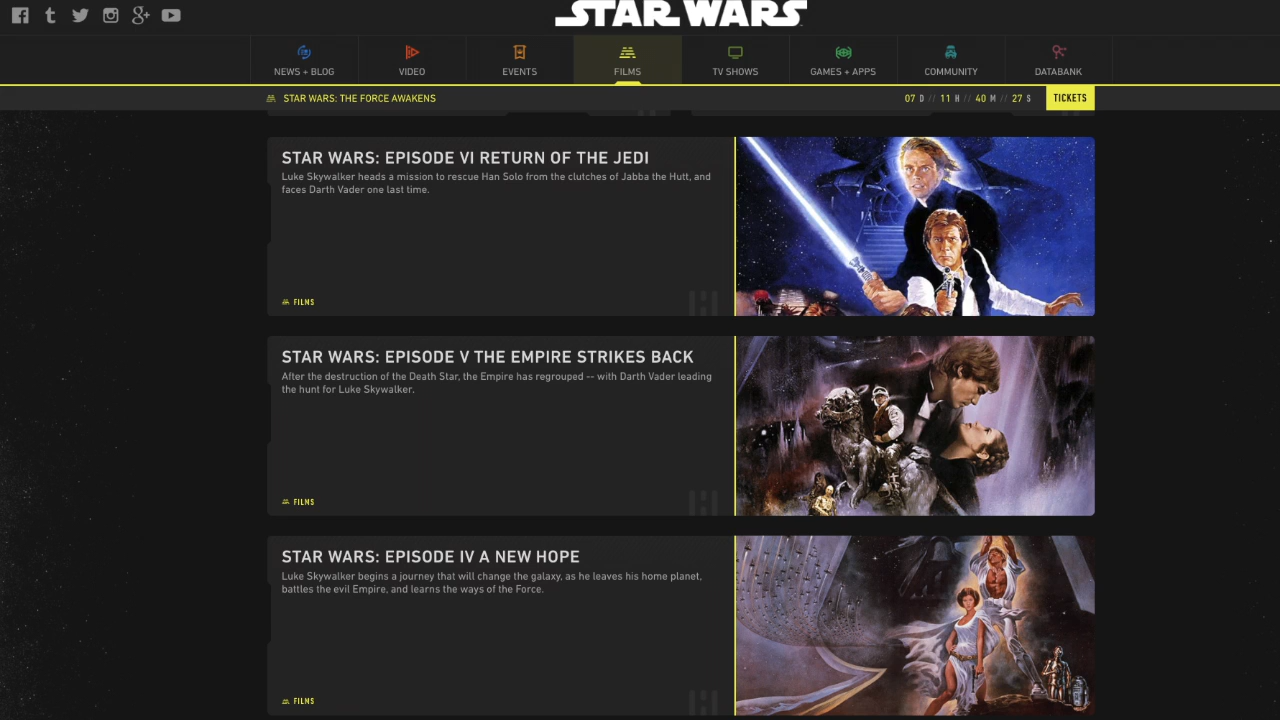 STAR WARS
NEWS + BLOG
VIDEO
EVENTS
FILMS
TV SHOWS
GAMES + APPS
COMMUNITY
DATABANK
STAR WARS: THE FORCE AWAKENS
07 D // 11 H // 40 M // 27 S
TICKETS
STAR WARS: EPISODE VI RETURN OF THE JEDI
Luke Skywalker heads a mission to rescue Han Solo from the clutches of Jabba the Hutt, and
faces Darth Vader one last time.
FILMS
STAR WARS: EPISODE V THE EMPIRE STRIKES BACK
After the destruction of the Death Star, the Empire has regrouped -- with Darth Vader leading
the hunt for Luke Skywalker.
FILMS
STAR WARS: EPISODE IV A NEW HOPE
Luke Skywalker begins a journey that will change the galaxy, as he leaves his home planet,
battles the evil Empire, and learns the ways of the Force.
FILMS